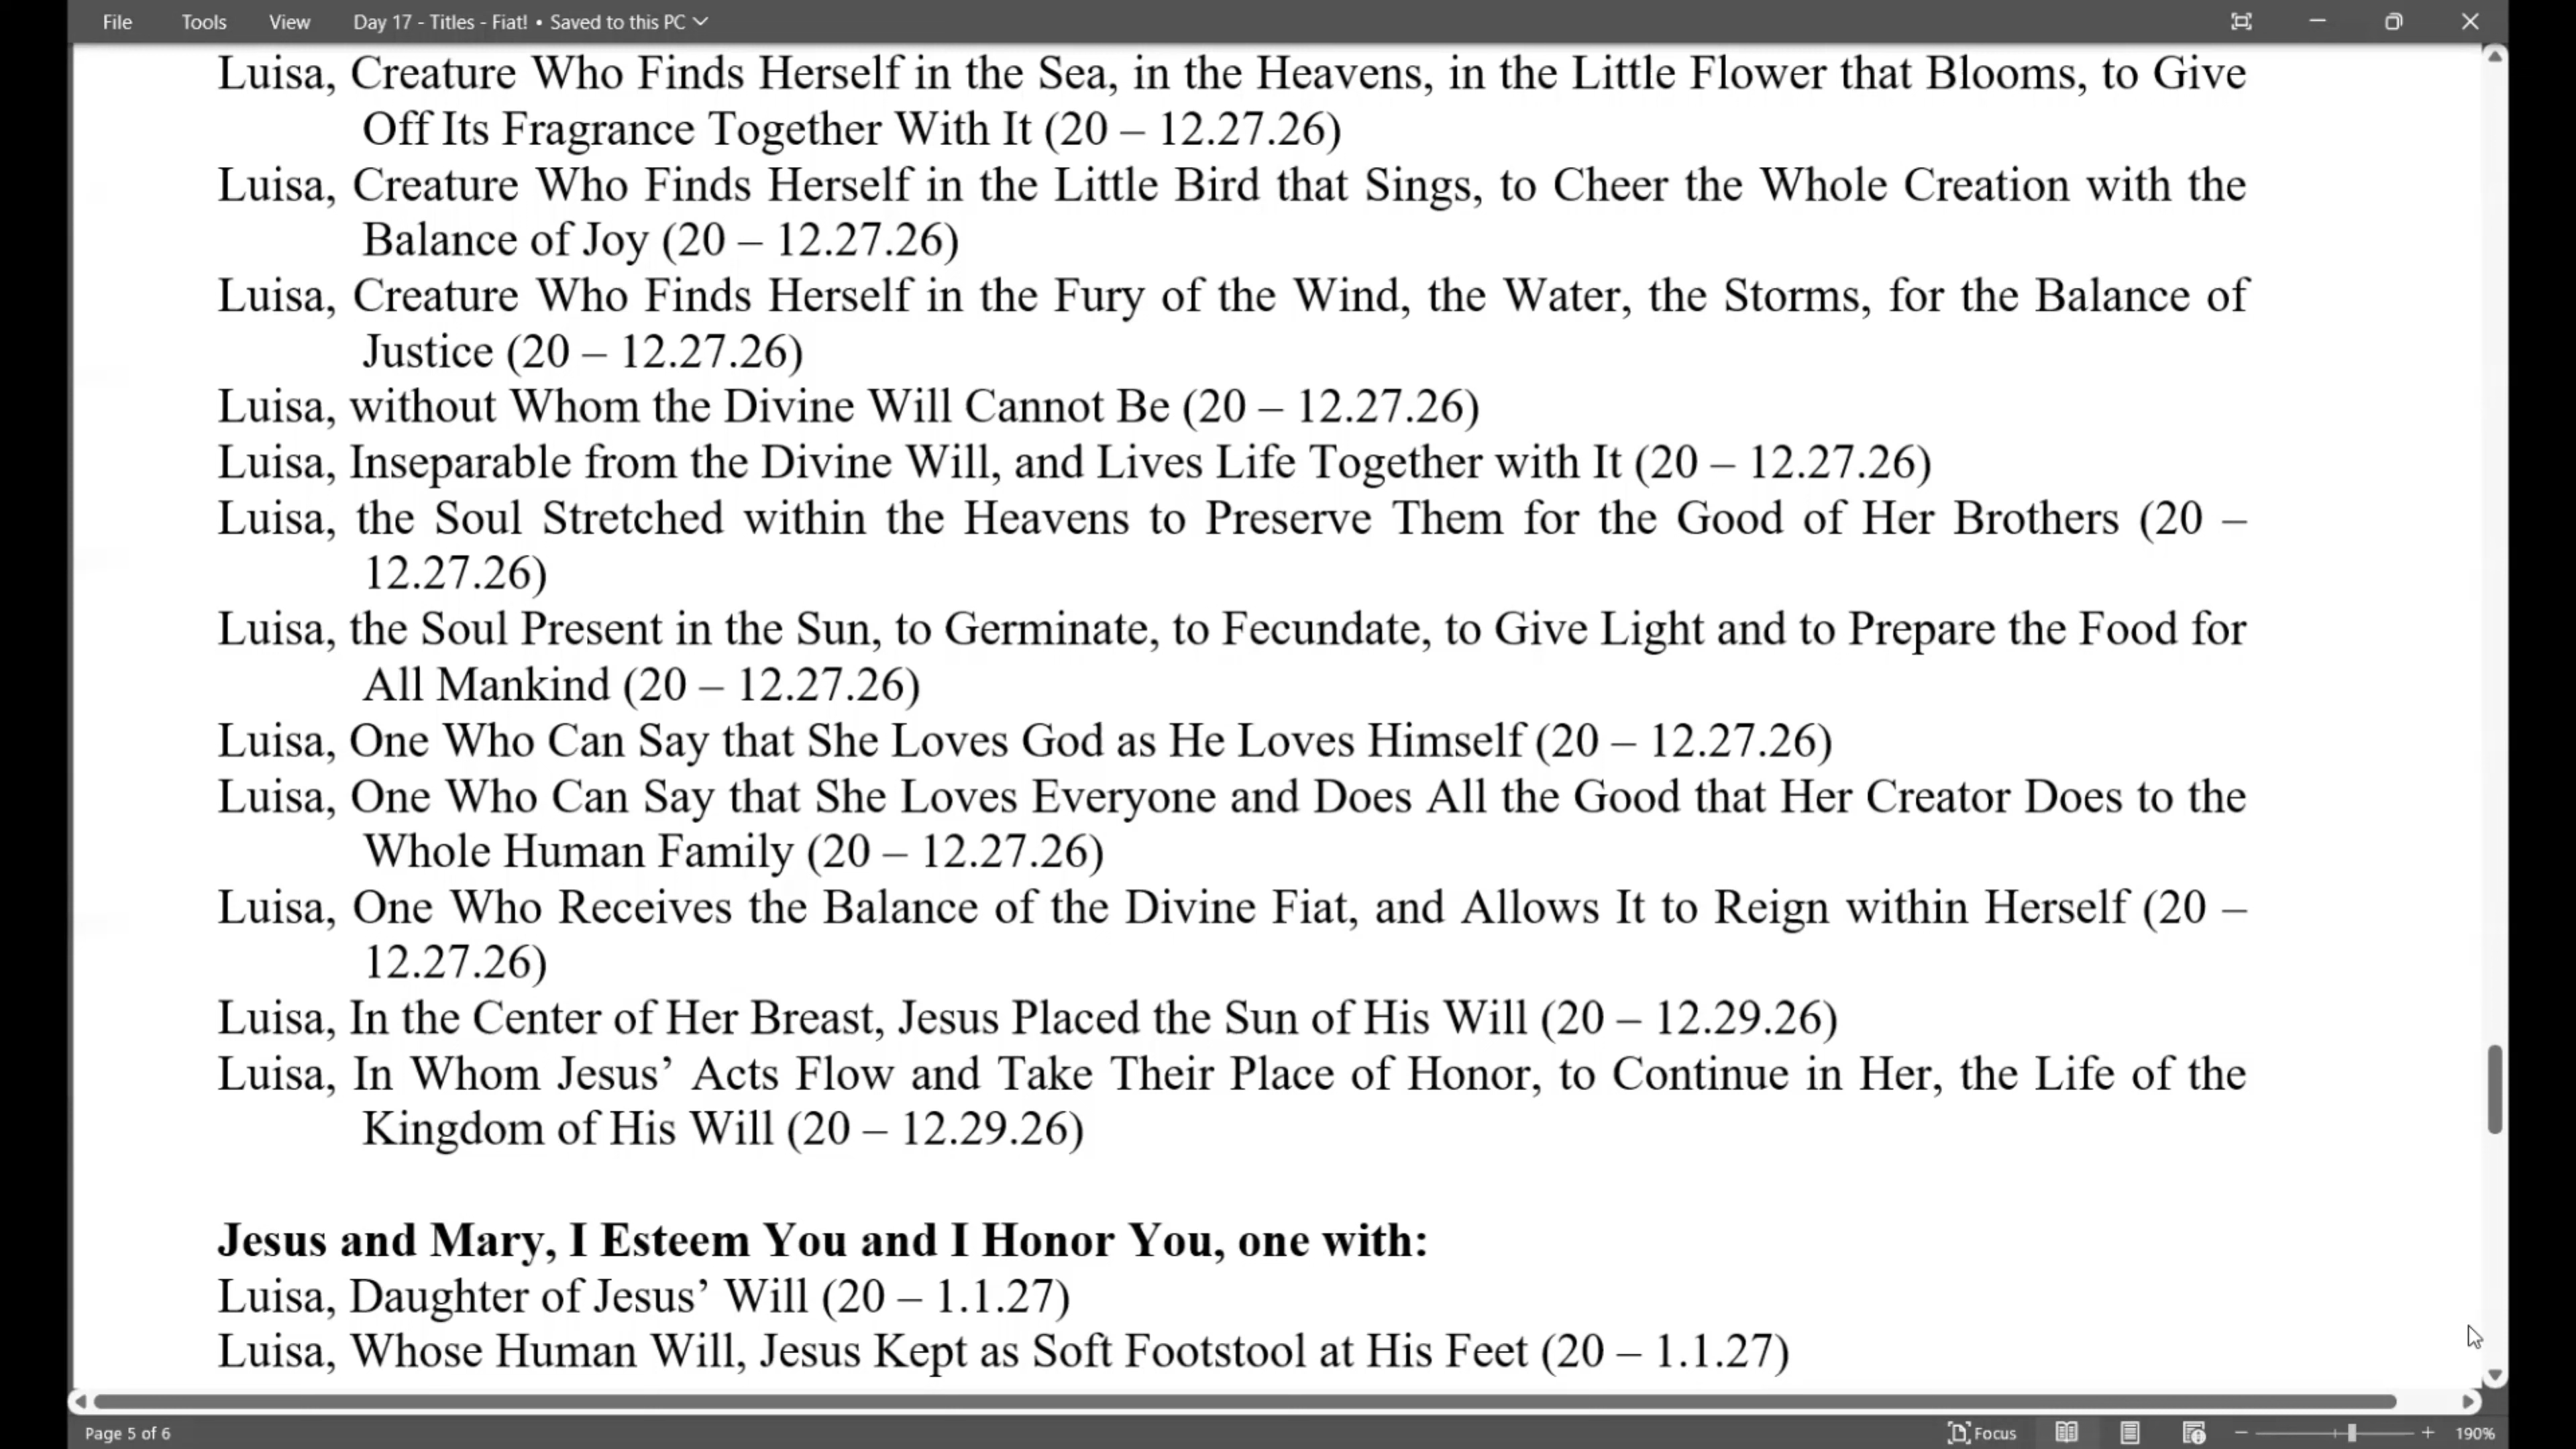 File Tools View Day 17 - Titles - Fiat! • Saved to this PC
Luisa, Creature Who Finds Herself in the Sea, in the Heavens, in the Little Flower that Blooms, to Give
Off Its Fragrance Together With It (20 – 12.27.26)
Luisa, Creature Who Finds Herself in the Little Bird that Sings, to Cheer the Whole Creation with the
Balance of Joy (20 – 12.27.26)
Luisa, Creature Who Finds Herself in the Fury of the Wind, the Water, the Storms, for the Balance of
Justice (20 – 12.27.26)
Luisa, without Whom the Divine Will Cannot Be (20 – 12.27.26)
Luisa, Inseparable from the Divine Will, and Lives Life Together with It (20 – 12.27.26)
Luisa, the Soul Stretched within the Heavens to Preserve Them for the Good of Her Brothers (20 –
12.27.26)
Luisa, the Soul Present in the Sun, to Germinate, to Fecundate, to Give Light and to Prepare the Food for
All Mankind (20 – 12.27.26)
Luisa, One Who Can Say that She Loves God as He Loves Himself (20 – 12.27.26)
Luisa, One Who Can Say that She Loves Everyone and Does All the Good that Her Creator Does to the
Whole Human Family (20 – 12.27.26)
Luisa, One Who Receives the Balance of the Divine Fiat, and Allows It to Reign within Herself (20 –
12.27.26)
Luisa, In the Center of Her Breast, Jesus Placed the Sun of His Will (20 – 12.29.26)
Luisa, In Whom Jesus’ Acts Flow and Take Their Place of Honor, to Continue in Her, the Life of the
Kingdom of His Will (20 – 12.29.26)
Jesus and Mary, I Esteem You and I Honor You, one with:
Luisa, Daughter of Jesus’ Will (20 – 1.1.27)
Luisa, Whose Human Will, Jesus Kept as Soft Footstool at His Feet (20 – 1.1.27)
Page 5 of 6 Focus 190%